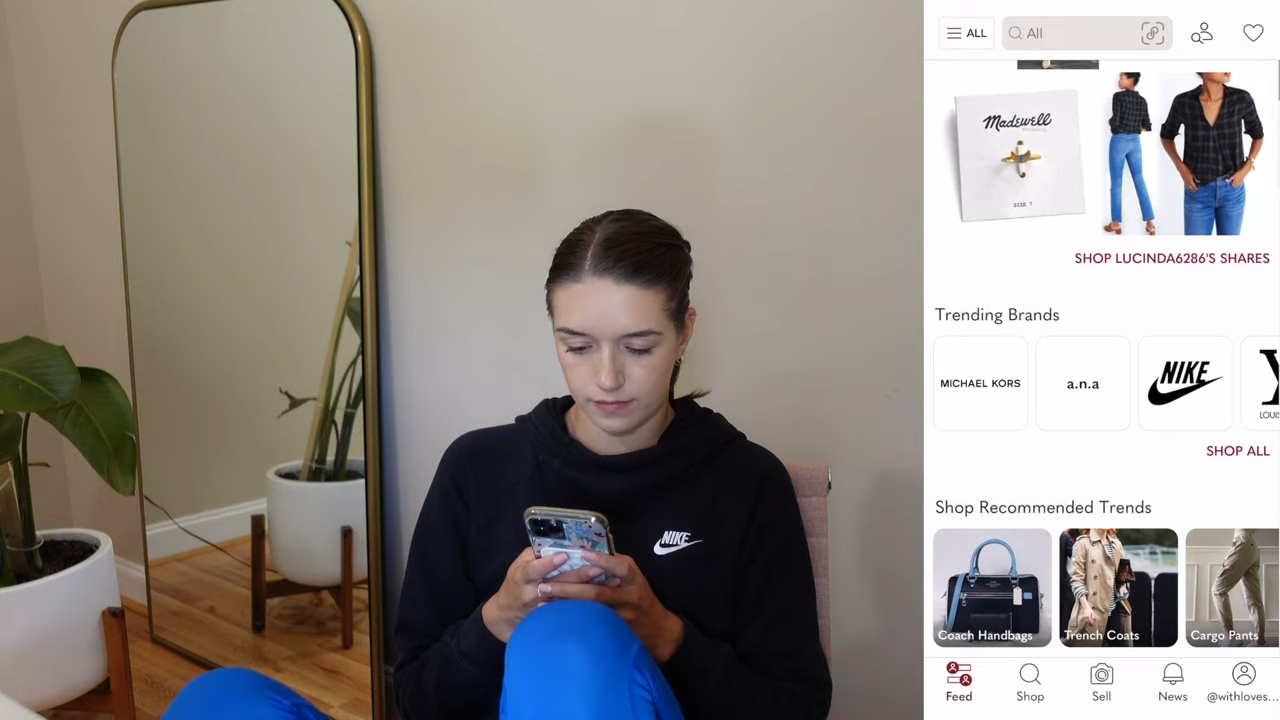 NIKE
ALL
All
Madewell
SIZE 7
SHOP LUCINDA6286'S SHARES
Trending Brands
MICHAEL KORS
a.n.a
NIKE
LOUIS
SHOP ALL
Shop Recommended Trends
Coach Handbags
Trench Coats
Cargo Pants
Feed
Shop
Sell
News
@withloves...